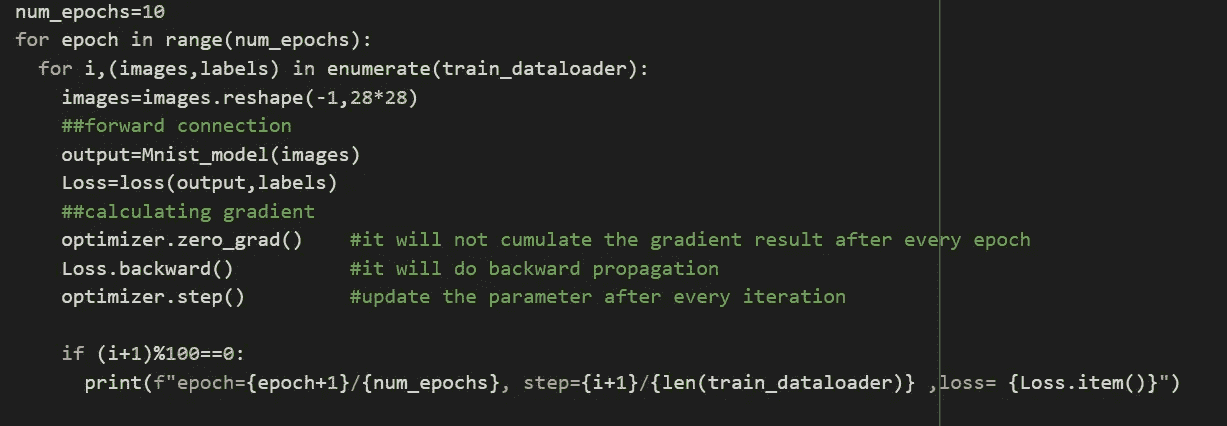 num_epochs=10
for epoch in range(num_epochs):
  for i,(images,labels) in enumerate(train_dataloader):
    images=images.reshape(-1,28*28)
    ##forward connection
    output=Mnist_model(images)
    Loss=loss(output,labels)
    ##calculating gradient
    optimizer.zero_grad()    #it will not cumulate the gradient result after every epoch
    Loss.backward()          #it will do backward propagation
    optimizer.step()         #update the parameter after every iteration
    if (i+1)%100==0:
      print(f"epoch={epoch+1}/{num_epochs}, step={i+1}/{len(train_dataloader)} ,loss= {Loss.item()}")